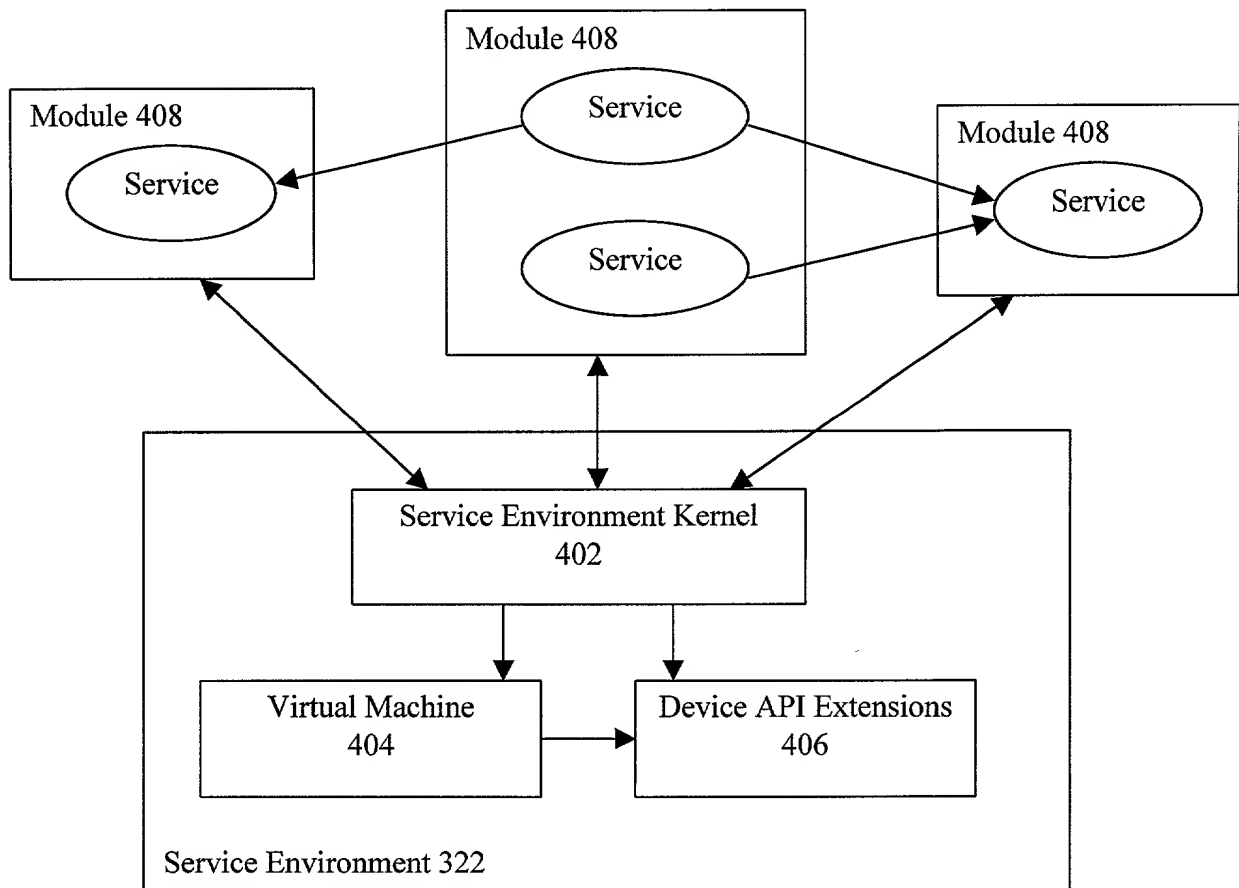 Module 408
Service
Service
Module 408
Service
Module 408
Service
Service Environment Kernel
402
Virtual Machine
404
Device API Extensions
406
Service Environment 322